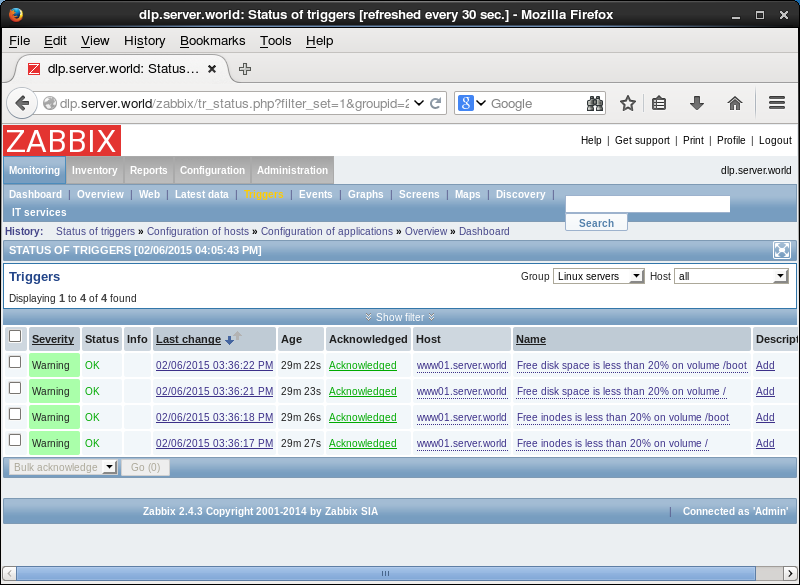 dlp.server.world: Status of triggers [refreshed every 30 sec.] - Mozilla Firefox
File Edit View History Bookmarks Tools Help
dlp.server.world: Status...
dlp.server.world/zabbix/tr_status.php?filter_set=1&groupid=2
Google
ZABBIX
Help | Get support | Print | Profile | Logout
Monitoring Inventory Reports Configuration Administration
dlp.server.world
Dashboard | Overview | Web | Latest data | Triggers | Events | Graphs | Screens | Maps | Discovery |
IT services
Search
History: Status of triggers » Configuration of hosts » Configuration of applications » Overview » Dashboard
STATUS OF TRIGGERS [02/06/2015 04:05:43 PM]
Triggers
Group Linux servers Host all
Displaying 1 to 4 of 4 found
Show filter
Severity Status Info Last change Age Acknowledged Host Name Descript
Warning OK 02/06/2015 03:36:22 PM 29m 22s Acknowledged www01.server.world Free disk space is less than 20% on volume /boot Add
Warning OK 02/06/2015 03:36:21 PM 29m 23s Acknowledged www01.server.world Free disk space is less than 20% on volume / Add
Warning OK 02/06/2015 03:36:18 PM 29m 26s Acknowledged www01.server.world Free inodes is less than 20% on volume /boot Add
Warning OK 02/06/2015 03:36:17 PM 29m 27s Acknowledged www01.server.world Free inodes is less than 20% on volume / Add
Bulk acknowledge Go (0)
Zabbix 2.4.3 Copyright 2001-2014 by Zabbix SIA | Connected as 'Admin'